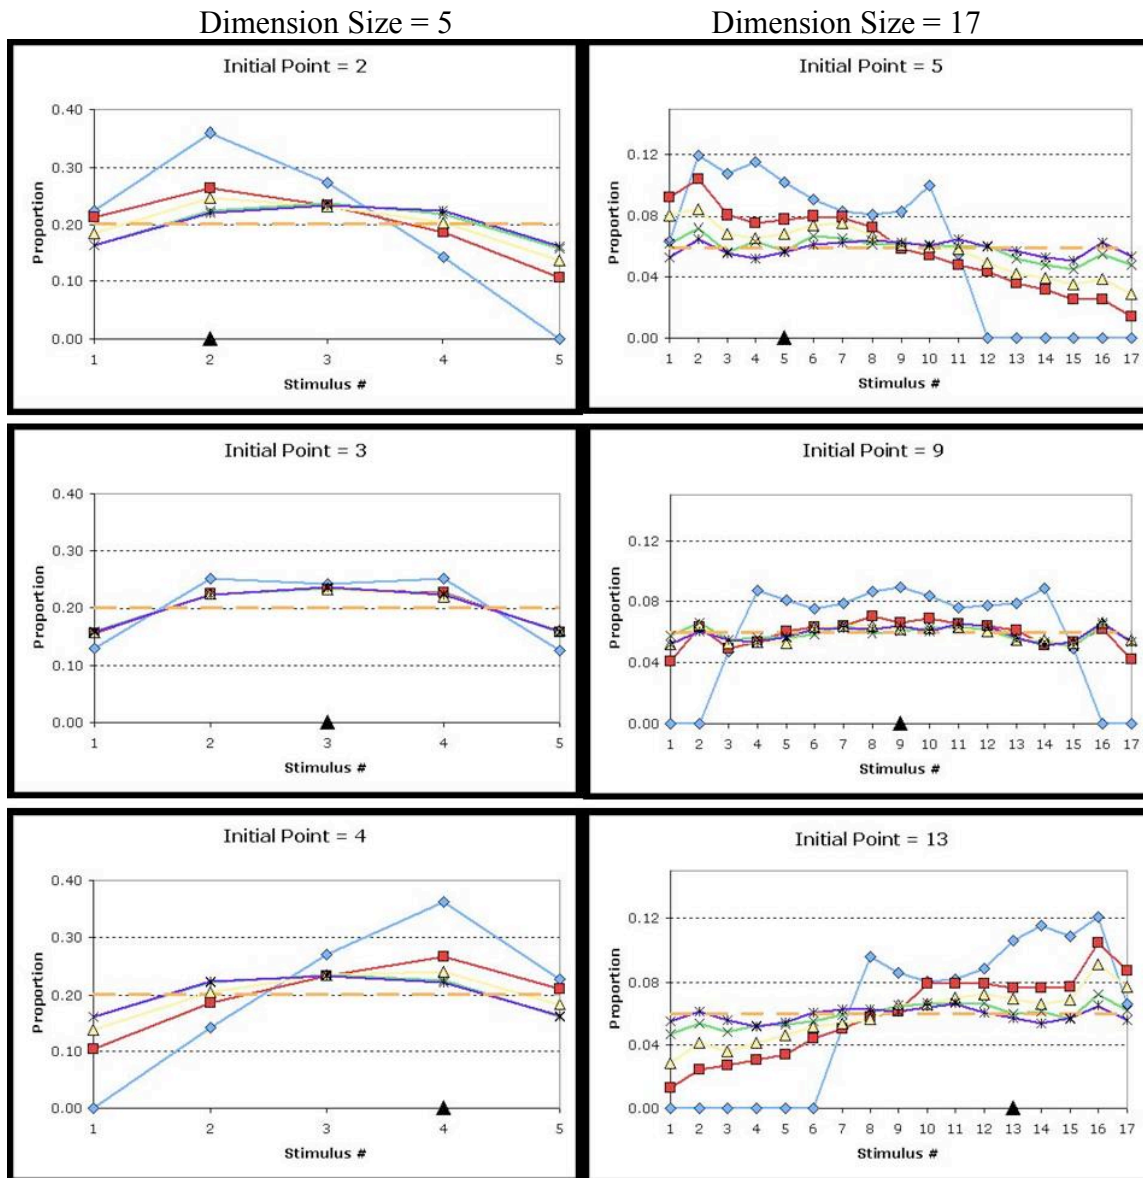 Dimension Size = 5
Dimension Size = 17
Initial Point = 2
0.40
0.30
0.20
0.10
0.00
Proportion
1 2 3 4 5
Stimulus #
Initial Point = 5
0.12
0.08
0.04
0.00
Proportion
1 2 3 4 5 6 7 8 9 10 11 12 13 14 15 16 17
Stimulus #
Initial Point = 3
0.40
0.30
0.20
0.10
0.00
Proportion
1 2 3 4 5
Stimulus #
Initial Point = 9
0.12
0.08
0.04
0.00
Proportion
1 2 3 4 5 6 7 8 9 10 11 12 13 14 15 16 17
Stimulus #
Initial Point = 4
0.40
0.30
0.20
0.10
0.00
Proportion
1 2 3 4 5
Stimulus #
Initial Point = 13
0.12
0.08
0.04
0.00
Proportion
1 2 3 4 5 6 7 8 9 10 11 12 13 14 15 16 17
Stimulus #